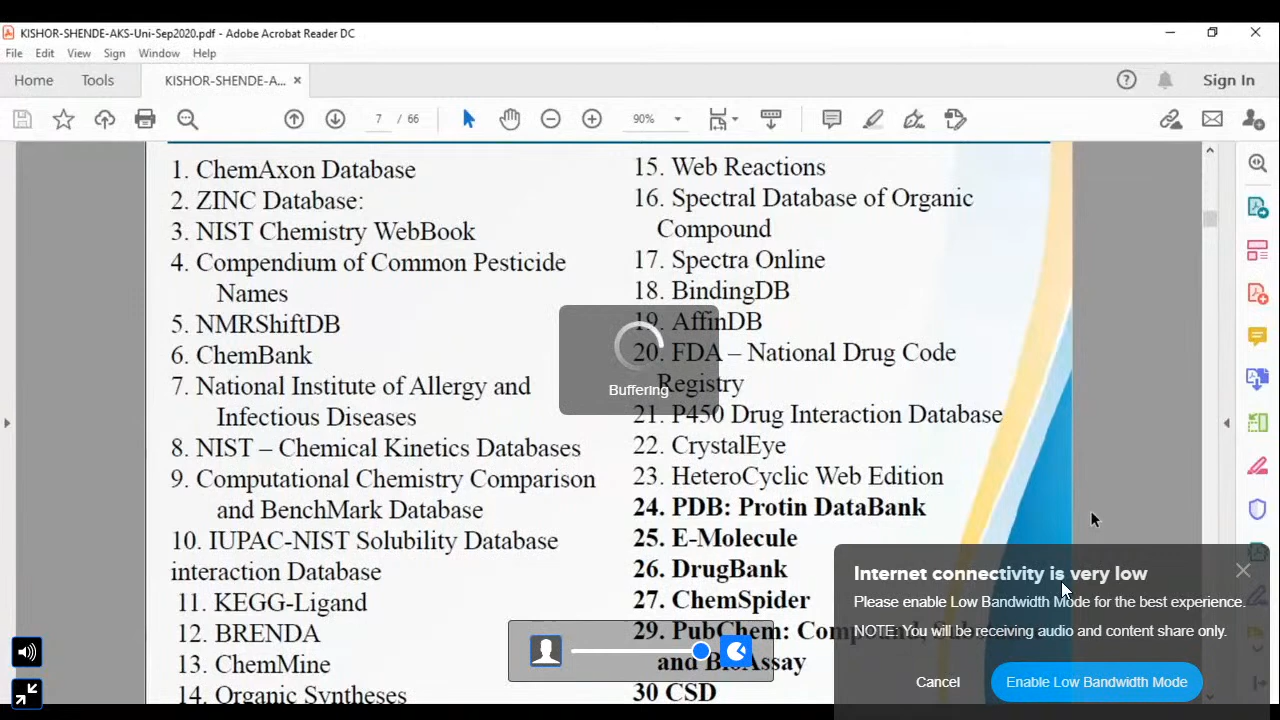 KISHOR-SHENDE-AKS-Uni-Sep2020.pdf - Adobe Acrobat Reader DC
File Edit View Sign Window Help
Home Tools KISHOR-SHENDE-A... × Sign In
7 / 66 90%
1. ChemAxon Database
2. ZINC Database:
3. NIST Chemistry WebBook
4. Compendium of Common Pesticide
Names
5. NMRShiftDB
6. ChemBank
7. National Institute of Allergy and
Infectious Diseases
8. NIST – Chemical Kinetics Databases
9. Computational Chemistry Comparison
and BenchMark Database
10. IUPAC-NIST Solubility Database
interaction Database
11. KEGG-Ligand
12. BRENDA
13. ChemMine
14. Organic Syntheses
15. Web Reactions
16. Spectral Database of Organic
Compound
17. Spectra Online
18. BindingDB
19. AffinDB
20. FDA – National Drug Code
Registry
21. P450 Drug Interaction Database
22. CrystalEye
23. HeteroCyclic Web Edition
24. PDB: Protin DataBank
25. E-Molecule
26. DrugBank
27. ChemSpider
29. PubChem:
and BioAssay
30 CSD
Buffering
Internet connectivity is very low
Please enable Low Bandwidth Mode for the best experience.
NOTE: You will be receiving audio and content share only.
Cancel Enable Low Bandwidth Mode